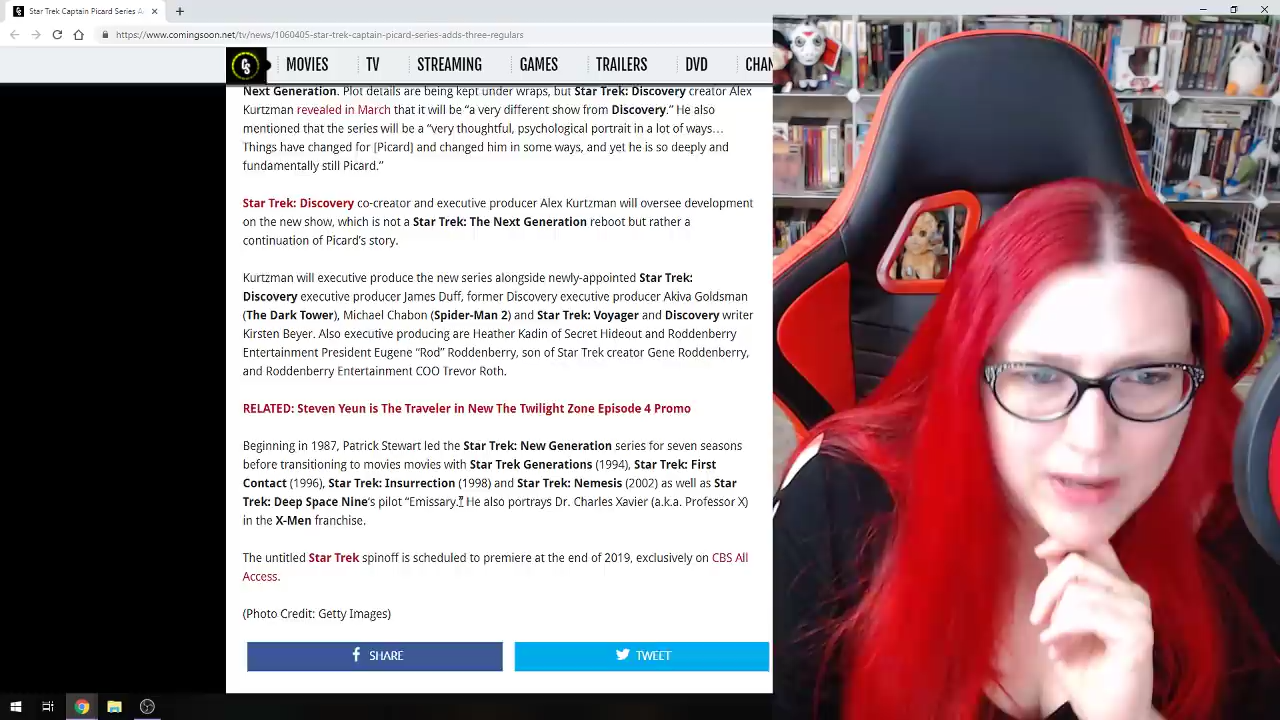 Star Trek Captain Picard Series A
https://www.comingsoon.net/tv/news/1060405-star-trek-captain-picard-series-adds-three-regulars
CS
MOVIES TV STREAMING GAMES TRAILERS DVD CHAN
Next Generation. Plot details are being kept under wraps, but Star Trek: Discovery creator Alex
Kurtzman revealed in March that it will be “a very different show from Discovery.” He also
mentioned that the series will be a “very thoughtful, psychological portrait in a lot of ways…
Things have changed for [Picard] and changed him in some ways, and yet he is so deeply and
fundamentally still Picard.”
Star Trek: Discovery co-creator and executive producer Alex Kurtzman will oversee development
on the new show, which is not a Star Trek: The Next Generation reboot but rather a
continuation of Picard’s story.
Kurtzman will executive produce the new series alongside newly-appointed Star Trek:
Discovery executive producer James Duff, former Discovery executive producer Akiva Goldsman
(The Dark Tower), Michael Chabon (Spider-Man 2) and Star Trek: Voyager and Discovery writer
Kirsten Beyer. Also executive producing are Heather Kadin of Secret Hideout and Roddenberry
Entertainment President Eugene “Rod” Roddenberry, son of Star Trek creator Gene Roddenberry,
and Roddenberry Entertainment COO Trevor Roth.
RELATED: Steven Yeun is The Traveler in New The Twilight Zone Episode 4 Promo
Beginning in 1987, Patrick Stewart led the Star Trek: New Generation series for seven seasons
before transitioning to movies movies with Star Trek Generations (1994), Star Trek: First
Contact (1996), Star Trek: Insurrection (1998) and Star Trek: Nemesis (2002) as well as Star
Trek: Deep Space Nine’s pilot “Emissary.” He also portrays Dr. Charles Xavier (a.k.a. Professor X)
in the X-Men franchise.
The untitled Star Trek spinoff is scheduled to premiere at the end of 2019, exclusively on CBS All
Access.
(Photo Credit: Getty Images)
SHARE TWEET